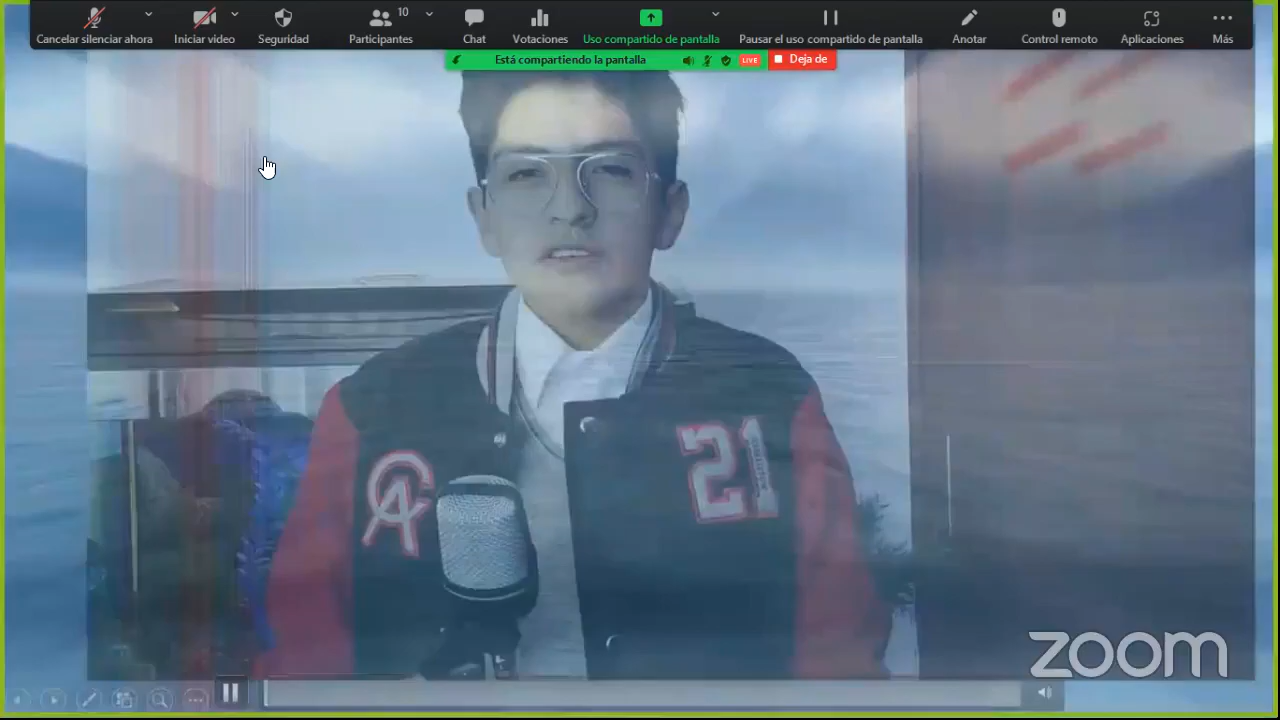 Cancelar silenciar ahora
Iniciar video
Seguridad
10
Participantes
Chat
Votaciones
Uso compartido de pantalla
Pausar el uso compartido de pantalla
Anotar
Control remoto
Aplicaciones
Más
Está compartiendo la pantalla
LIVE
Deja de
21
zoom